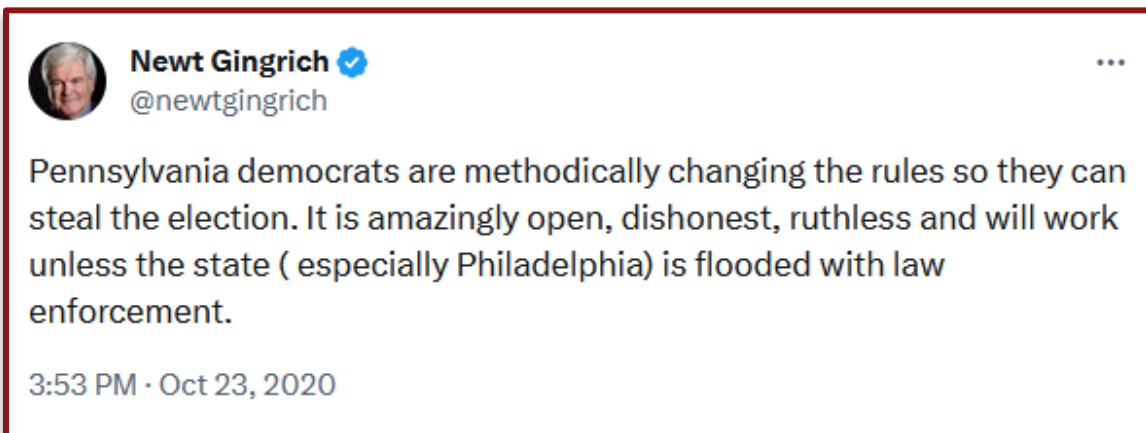 Newt Gingrich
@newtgingrich
Pennsylvania democrats are methodically changing the rules so they can
steal the election. It is amazingly open, dishonest, ruthless and will work
unless the state ( especially Philadelphia) is flooded with law
enforcement.
3:53 PM · Oct 23, 2020